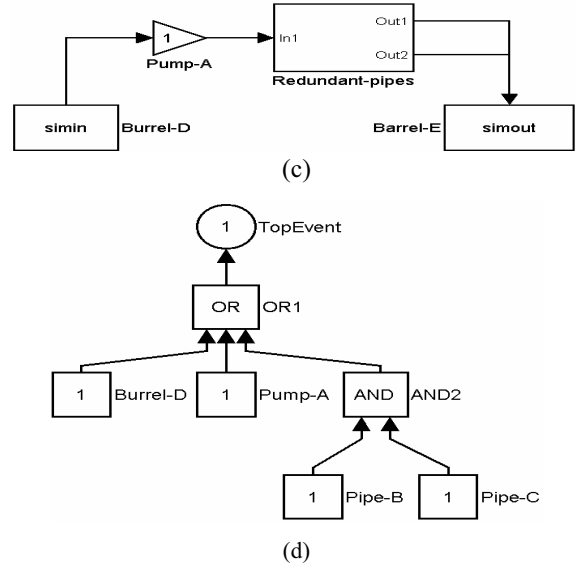 Out1
1
In1
Out2
Pump-A
Redundant-pipes
simin
Burrel-D
Barrel-E
simout
(c)
1
TopEvent
OR
OR1
1
Burrel-D
1
Pump-A
AND
AND2
1
Pipe-B
1
Pipe-C
(d)